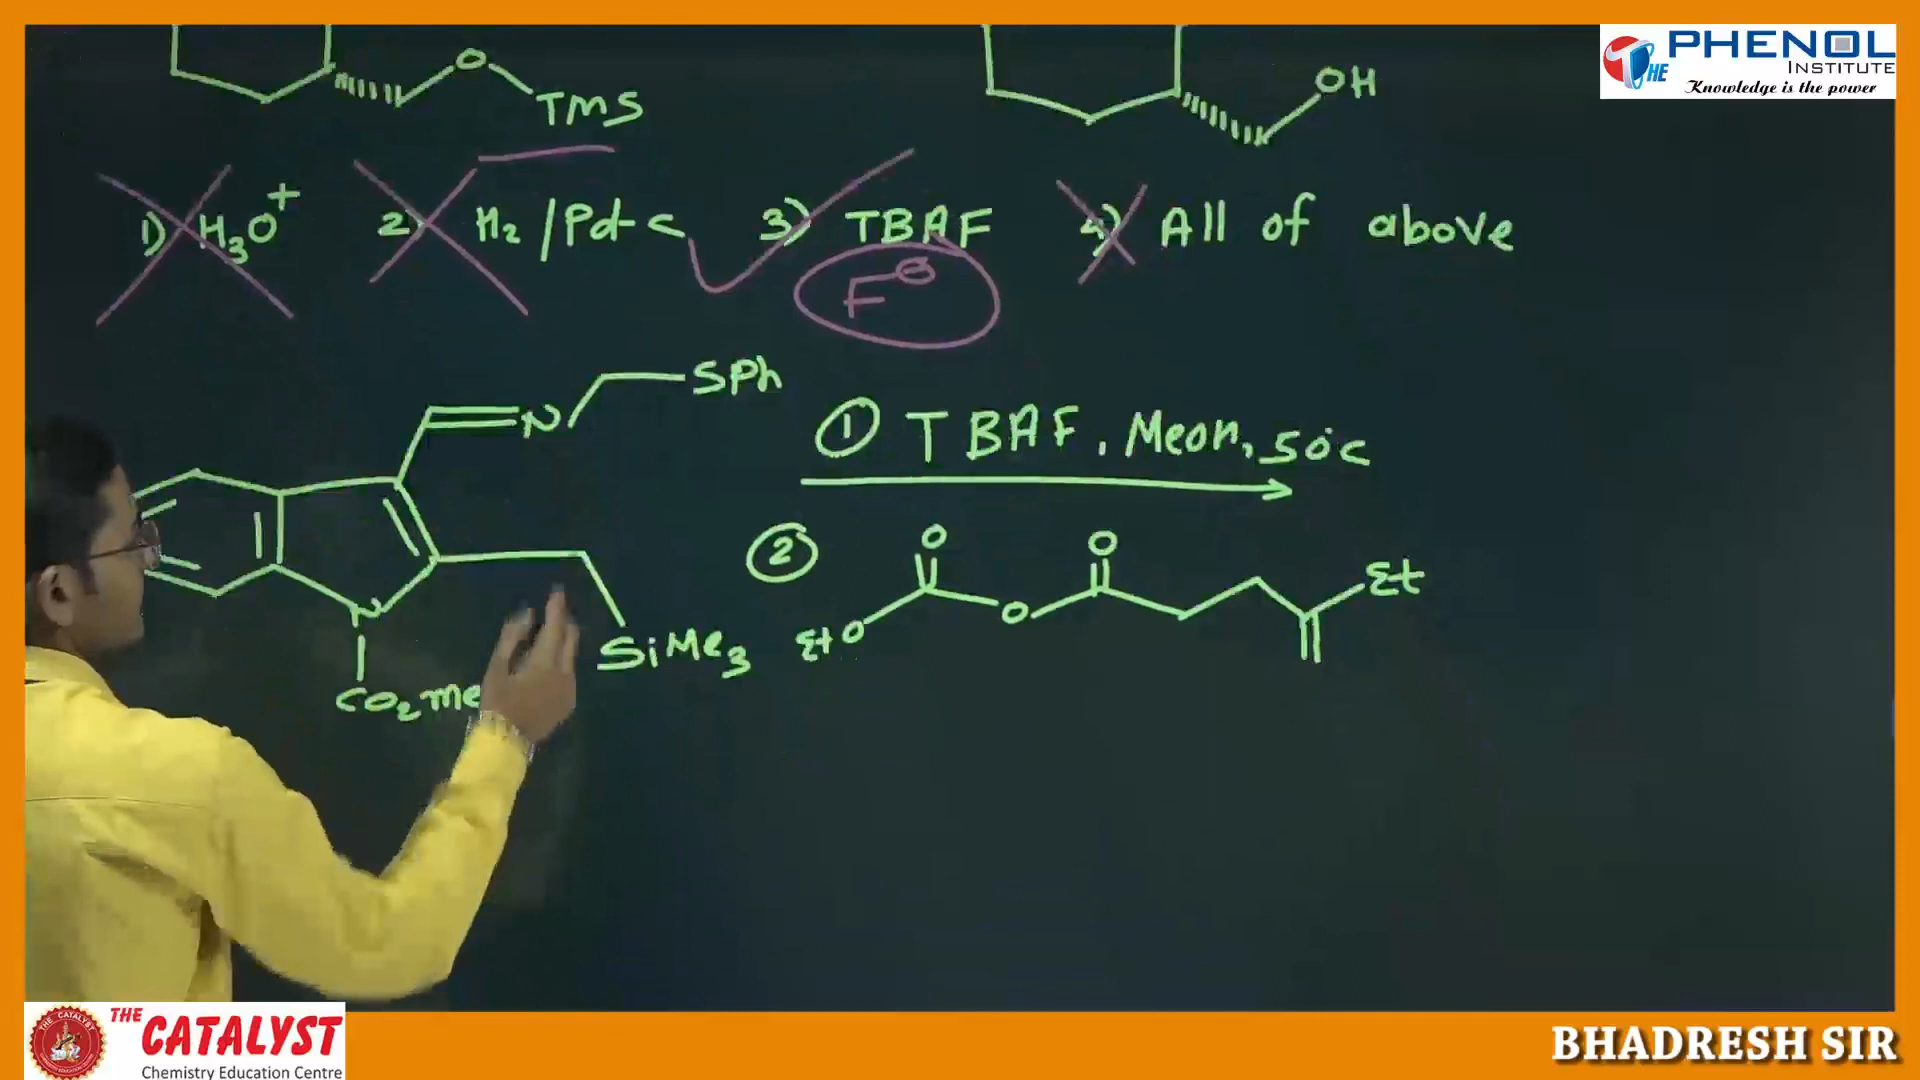 THE PHENOL
INSTITUTE
Knowledge is the power
O
TMS
OH
1) H3O+ 2) H2 /Pd-C 3) TBAF 4) All of above
F⊖
SPh
N
① TBAF, MeOH, 50°C
② O O
EtO O Et
N
SiMe3
CO2Me
THE CATALYST
Chemistry Education Centre
BHADRESH SIR